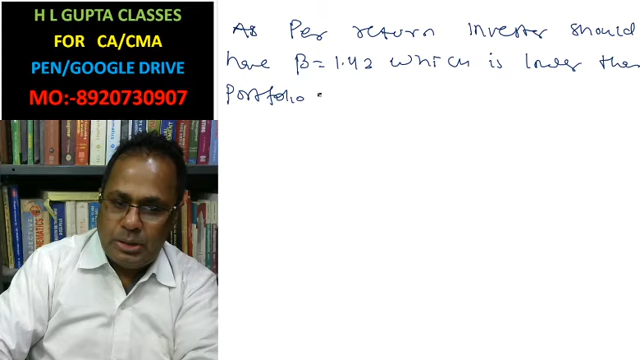 H L GUPTA CLASSES
FOR CA/CMA
PEN/GOOGLE DRIVE
MO:-8920730907
As Per return Investor should
have β = 1.42 which is lower than
Portfolio